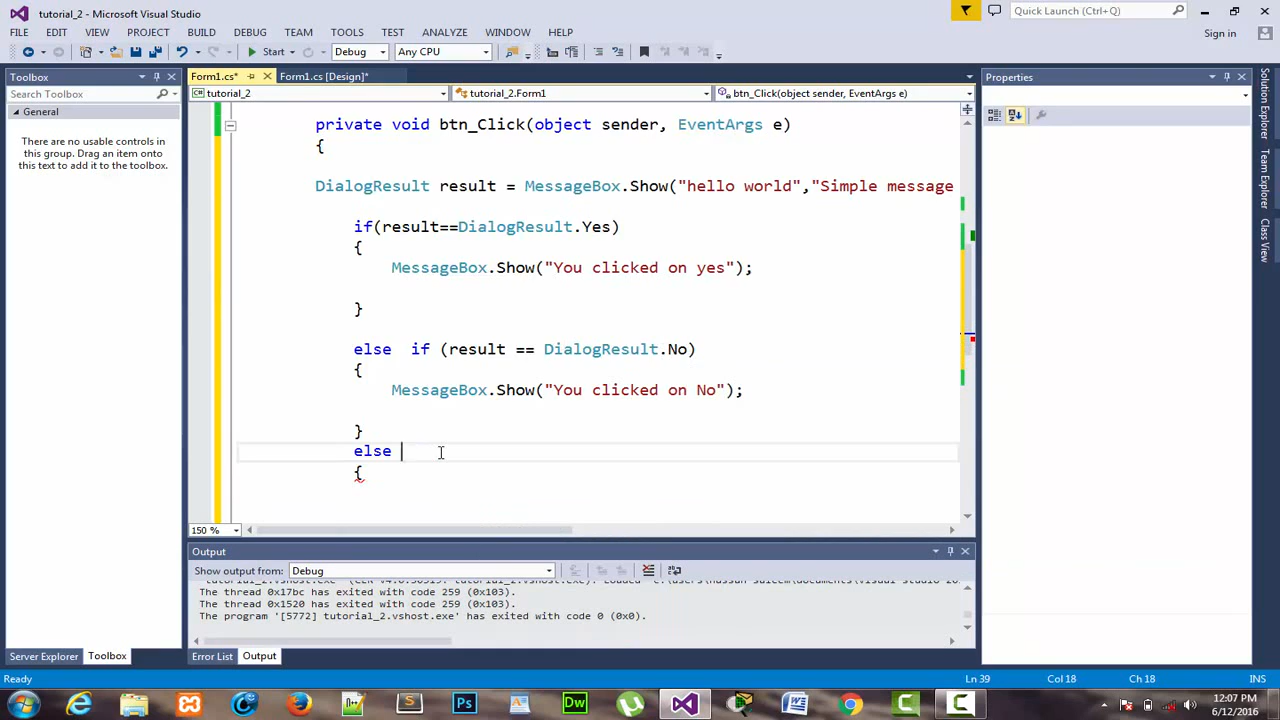 tutorial_2 - Microsoft Visual Studio
Quick Launch (Ctrl+Q)
FILE EDIT VIEW PROJECT BUILD DEBUG TEAM TOOLS TEST ANALYZE WINDOW HELP
Sign in
Start Debug Any CPU
Toolbox
Form1.cs* Form1.cs [Design]*
Properties
Search Toolbox
tutorial_2 tutorial_2.Form1 btn_Click(object sender, EventArgs e)
General
There are no usable controls in
this group. Drag an item onto
this text to add it to the toolbox.
private void btn_Click(object sender, EventArgs e)
{
DialogResult result = MessageBox.Show("hello world","Simple message
if(result==DialogResult.Yes)
{
MessageBox.Show("You clicked on yes");
}
else  if (result == DialogResult.No)
{
MessageBox.Show("You clicked on No");
}
else
{
150 %
Solution Explorer
Team Explorer
Class View
Output
Show output from: Debug
The thread 0x17bc has exited with code 259 (0x103).
The thread 0x1520 has exited with code 259 (0x103).
The program '[5772] tutorial_2.vshost.exe' has exited with code 0 (0x0).
Server Explorer Toolbox
Error List Output
Ready
Ln 39 Col 18 Ch 18 INS
12:07 PM
6/12/2016